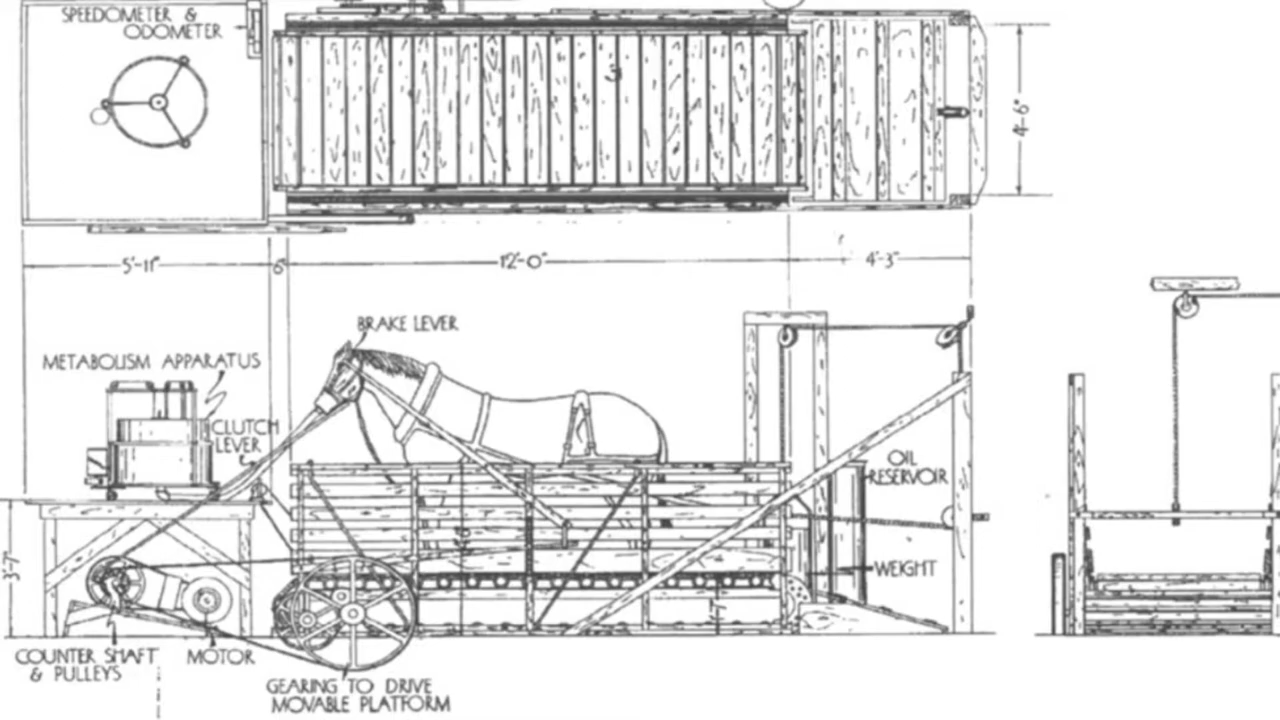 SPEEDOMETER &
ODOMETER
4'-6"
5'-11"
6"
12'-0"
4'-3"
BRAKE LEVER
METABOLISM APPARATUS
CLUTCH
LEVER
OIL
RESERVOIR
3'-7"
WEIGHT
COUNTER SHAFT
& PULLEYS
MOTOR
GEARING TO DRIVE
MOVABLE PLATFORM